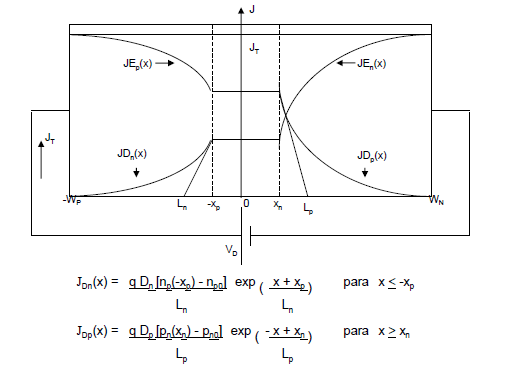 J
J_T
JE_p(x)
JE_n(x)
J_T
JD_n(x)
JD_p(x)
-W_P
L_n
-x_p
0
x_n
L_p
W_N
V_D
J_Dn(x) = q D_n [n_p(-x_p) - n_p0] exp ( x + x_p ) para x ≤ -x_p
L_n L_n
J_Dp(x) = q D_p [p_n(x_n) - p_n0] exp ( - x + x_n ) para x ≥ x_n
L_p L_p